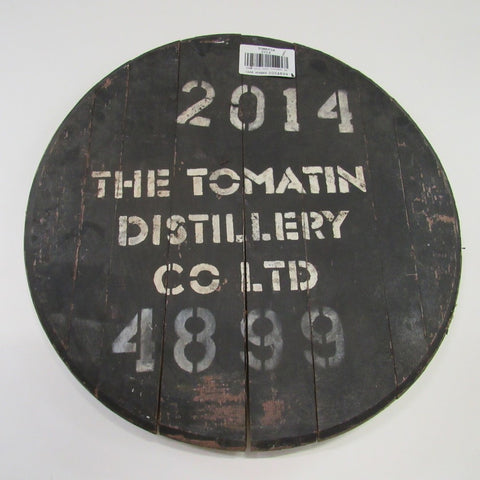 2014
THE TOMATIN
DISTILLERY
CO LTD
4899